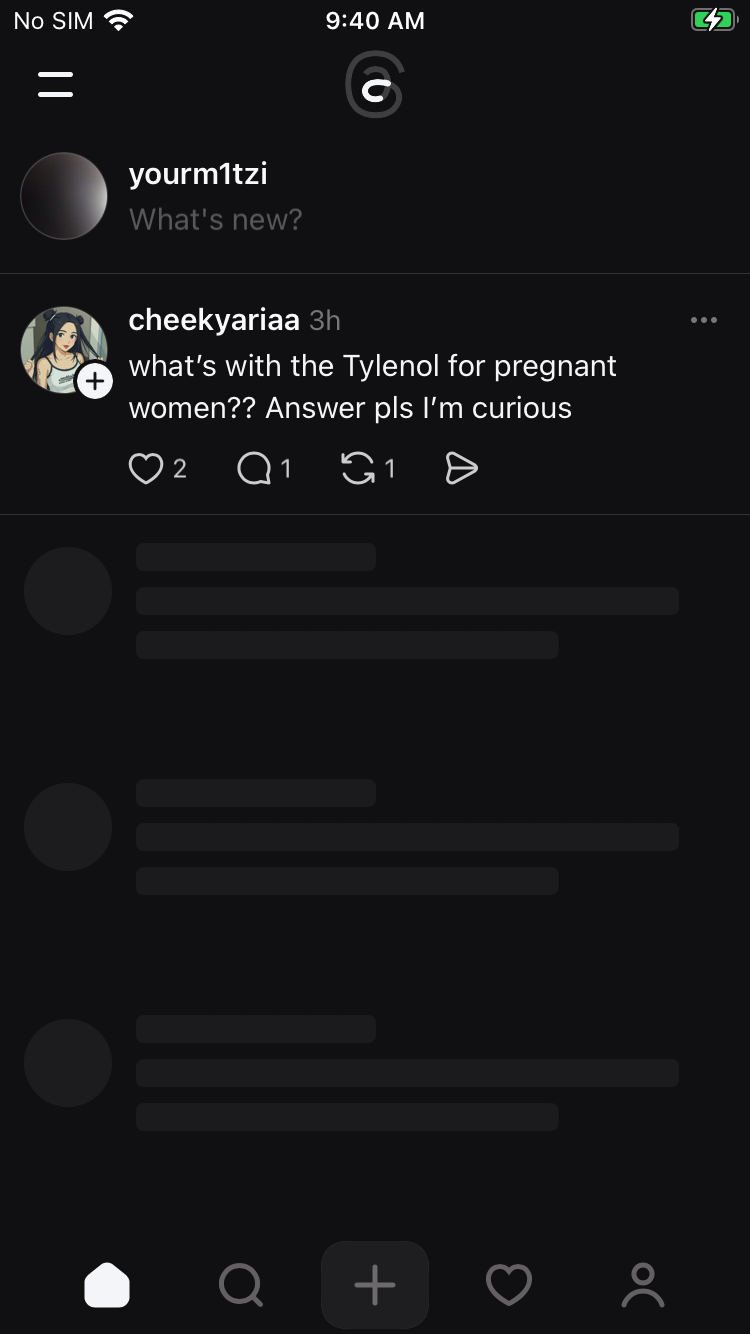 No SIM 9:40 AM
yourm1tzi
What's new?
cheekyariaa 3h
what’s with the Tylenol for pregnant
women?? Answer pls I’m curious
2 1 1